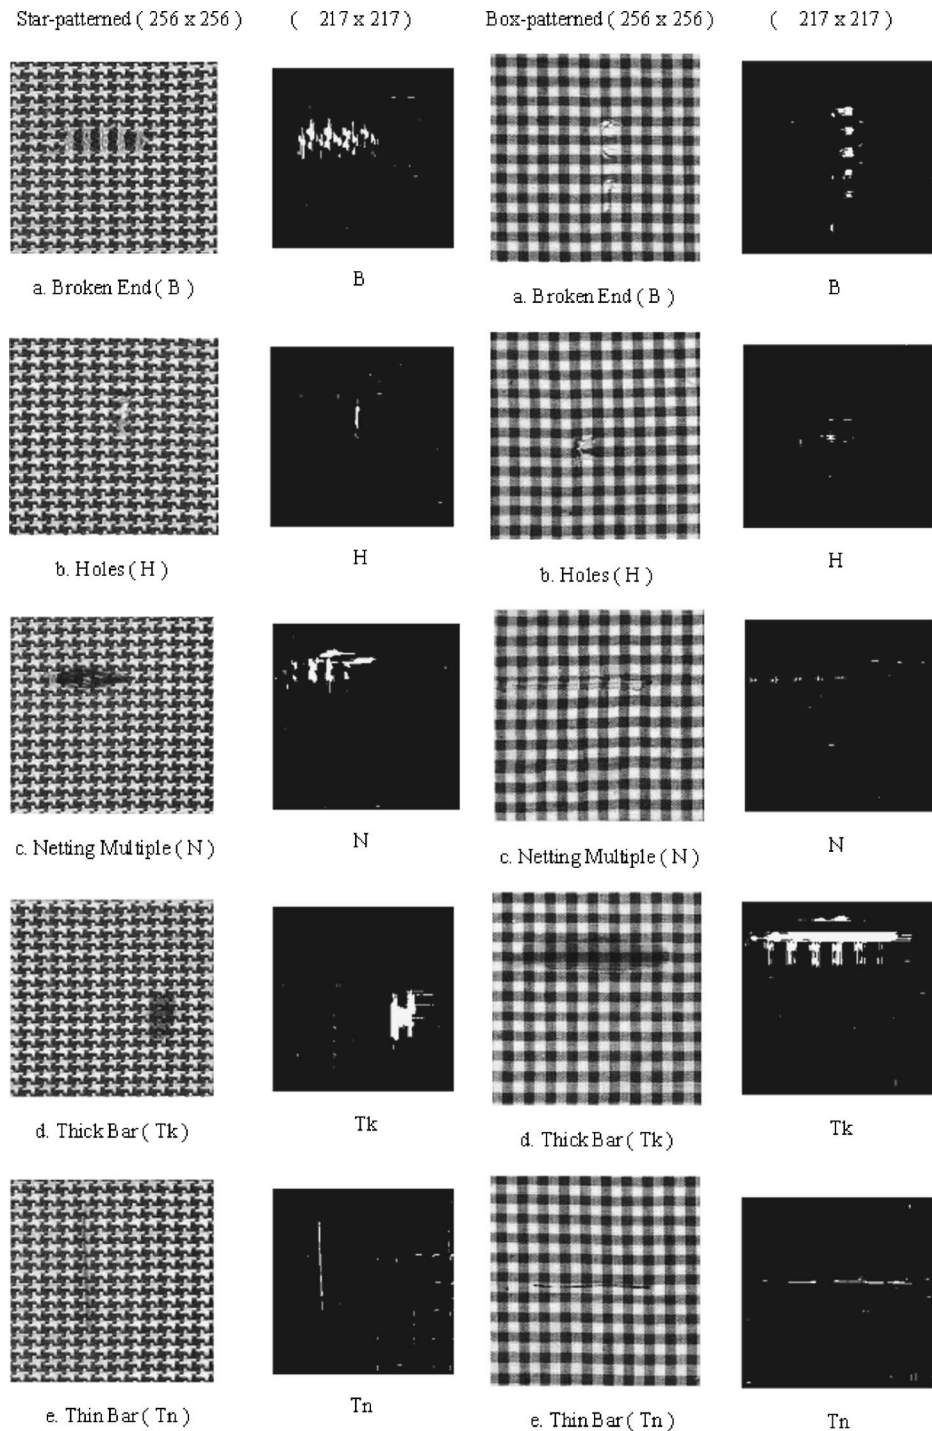 Star-patterned ( 256 x 256 ) ( 217 x 217 ) Box-patterned ( 256 x 256 ) ( 217 x 217 )
a. Broken End ( B ) B a. Broken End ( B ) B
b. Holes ( H ) H b. Holes ( H ) H
c. Netting Multiple ( N ) N c. Netting Multiple ( N ) N
d. Thick Bar ( Tk ) Tk d. Thick Bar ( Tk ) Tk
e. Thin Bar ( Tn ) Tn e. Thin Bar ( Tn ) Tn